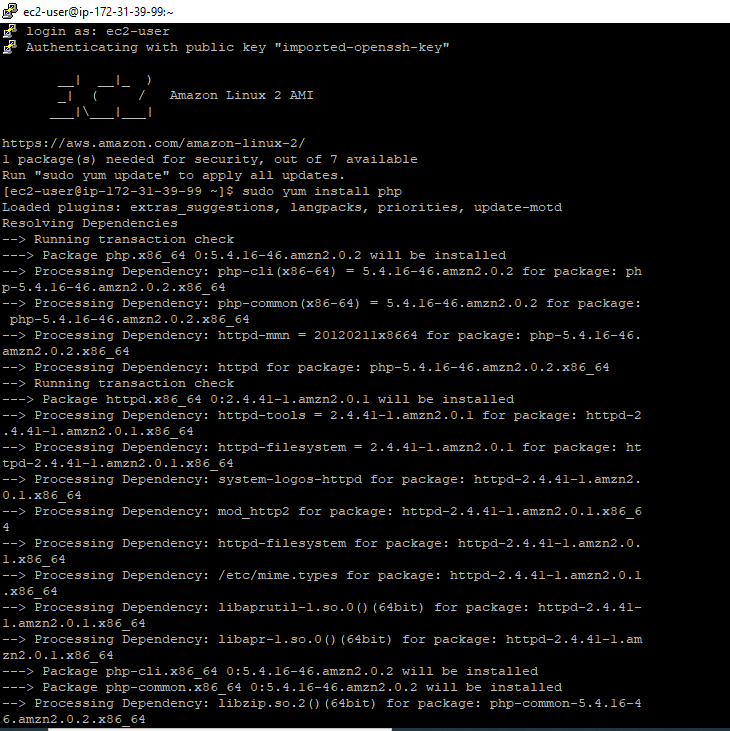 ec2-user@ip-172-31-39-99:~
login as: ec2-user
Authenticating with public key "imported-openssh-key"
__|  __|_  )
_|  (     /   Amazon Linux 2 AMI
___|\___|___|
https://aws.amazon.com/amazon-linux-2/
1 package(s) needed for security, out of 7 available
Run "sudo yum update" to apply all updates.
[ec2-user@ip-172-31-39-99 ~]$ sudo yum install php
Loaded plugins: extras_suggestions, langpacks, priorities, update-motd
Resolving Dependencies
--> Running transaction check
---> Package php.x86_64 0:5.4.16-46.amzn2.0.2 will be installed
--> Processing Dependency: php-cli(x86-64) = 5.4.16-46.amzn2.0.2 for package: ph
p-5.4.16-46.amzn2.0.2.x86_64
--> Processing Dependency: php-common(x86-64) = 5.4.16-46.amzn2.0.2 for package:
 php-5.4.16-46.amzn2.0.2.x86_64
--> Processing Dependency: httpd-mmn = 20120211x8664 for package: php-5.4.16-46.
amzn2.0.2.x86_64
--> Processing Dependency: httpd for package: php-5.4.16-46.amzn2.0.2.x86_64
--> Running transaction check
---> Package httpd.x86_64 0:2.4.41-1.amzn2.0.1 will be installed
--> Processing Dependency: httpd-tools = 2.4.41-1.amzn2.0.1 for package: httpd-2
.4.41-1.amzn2.0.1.x86_64
--> Processing Dependency: httpd-filesystem = 2.4.41-1.amzn2.0.1 for package: ht
tpd-2.4.41-1.amzn2.0.1.x86_64
--> Processing Dependency: system-logos-httpd for package: httpd-2.4.41-1.amzn2.
0.1.x86_64
--> Processing Dependency: mod_http2 for package: httpd-2.4.41-1.amzn2.0.1.x86_6
4
--> Processing Dependency: httpd-filesystem for package: httpd-2.4.41-1.amzn2.0.
1.x86_64
--> Processing Dependency: /etc/mime.types for package: httpd-2.4.41-1.amzn2.0.1
.x86_64
--> Processing Dependency: libaprutil-1.so.0()(64bit) for package: httpd-2.4.41-
1.amzn2.0.1.x86_64
--> Processing Dependency: libapr-1.so.0()(64bit) for package: httpd-2.4.41-1.am
zn2.0.1.x86_64
---> Package php-cli.x86_64 0:5.4.16-46.amzn2.0.2 will be installed
---> Package php-common.x86_64 0:5.4.16-46.amzn2.0.2 will be installed
--> Processing Dependency: libzip.so.2()(64bit) for package: php-common-5.4.16-4
6.amzn2.0.2.x86_64